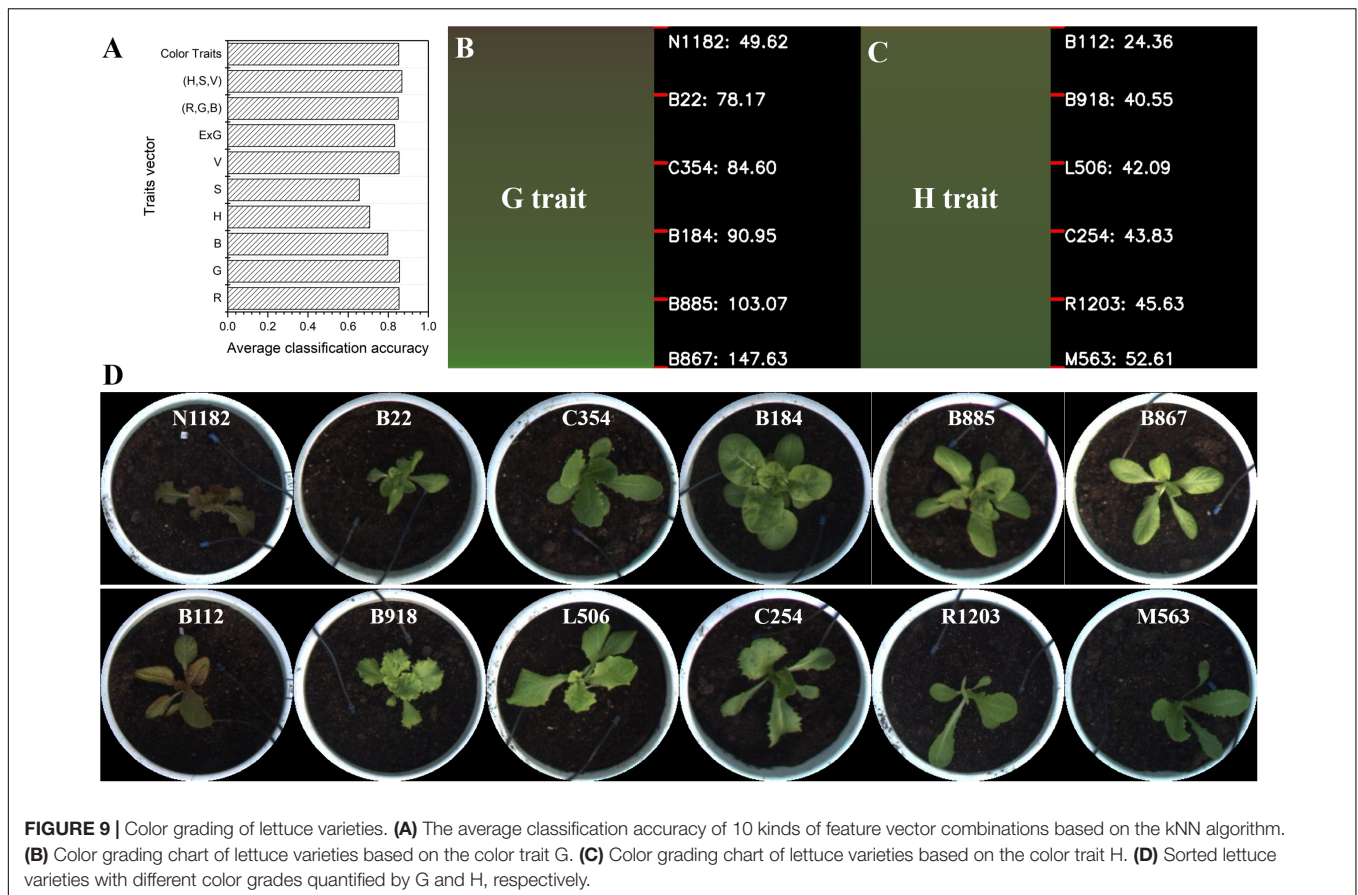 A
Color Traits
(H,S,V)
(R,G,B)
ExG
V
S
H
B
G
R
Traits vector
0.0 0.2 0.4 0.6 0.8 1.0
Average classification accuracy
B
G trait
N1182: 49.62
B22: 78.17
C354: 84.60
B184: 90.95
B885: 103.07
B867: 147.63
C
H trait
B112: 24.36
B918: 40.55
L506: 42.09
C254: 43.83
R1203: 45.63
M563: 52.61
D
N1182 B22 C354 B184 B885 B867
B112 B918 L506 C254 R1203 M563
FIGURE 9 | Color grading of lettuce varieties. (A) The average classification accuracy of 10 kinds of feature vector combinations based on the kNN algorithm.
(B) Color grading chart of lettuce varieties based on the color trait G. (C) Color grading chart of lettuce varieties based on the color trait H. (D) Sorted lettuce
varieties with different color grades quantified by G and H, respectively.